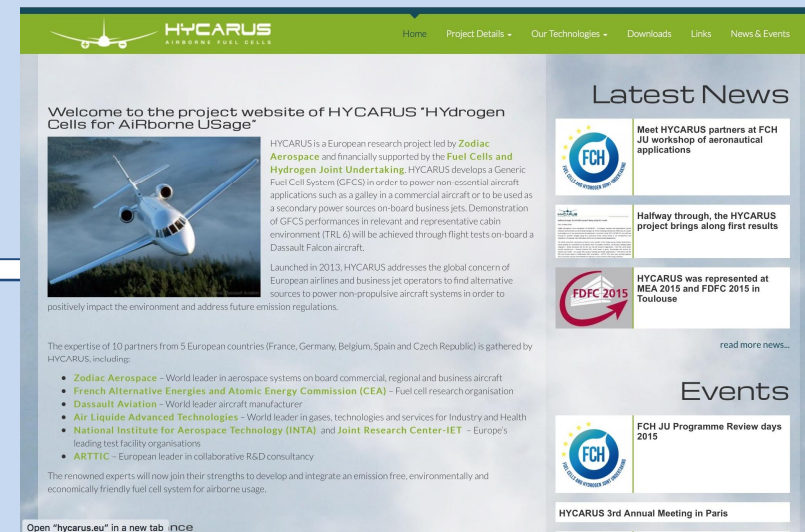 HYCARUS
AIRBORNE FUEL CELLS
Home
Project Details
Our Technologies
Downloads
Links
News & Events
Welcome to the project website of HYCARUS "HYdrogen
Cells for AiRborne USage"
HYCARUS is a European research project led by Zodiac
Aerospace and financially supported by the Fuel Cells and
Hydrogen Joint Undertaking. HYCARUS develops a Generic
Fuel Cell System (GFCS) in order to power non-essential aircraft
applications such as a galley in a commercial aircraft or to be used as
a secondary power sources on-board business jets. Demonstration
of GFCS performances in relevant and representative cabin
environment (TRL 6) will be achieved through flight tests on-board a
Dassault Falcon aircraft.
Launched in 2013, HYCARUS addresses the global concern of
European airlines and business jet operators to find alternative
sources to power non-propulsive aircraft systems in order to
positively impact the environment and address future emission regulations.
The expertise of 10 partners from 5 European countries (France, Germany, Belgium, Spain and Czech Republic) is gathered by
HYCARUS, including:
Zodiac Aerospace – World leader in aerospace systems on board commercial, regional and business aircraft
French Alternative Energies and Atomic Energy Commission (CEA) – Fuel cell research organisation
Dassault Aviation – World leader aircraft manufacturer
Air Liquide Advanced Technologies – World leader in gases, technologies and services for Industry and Health
National Institute for Aerospace Technology (INTA) and Joint Research Center-IET – Europe's
leading test facility organisations
ARTTIC – European leader in collaborative R&D consultancy
The renowned experts will now join their strengths to develop and integrate an emission free, environmentally and
economically friendly fuel cell system for airborne usage.
Open "hycarus.eu" in a new tab
Latest News
FCH
FUEL CELLS AND HYDROGEN JOINT UNDERTAKING
Meet HYCARUS partners at FCH
JU workshop of aeronautical
applications
Halfway through, the HYCARUS
project brings along first results
FDFC 2015
HYCARUS was represented at
MEA 2015 and FDFC 2015 in
Toulouse
read more news...
Events
FCH
FUEL CELLS AND HYDROGEN JOINT UNDERTAKING
FCH JU Programme Review days
2015
HYCARUS 3rd Annual Meeting in Paris